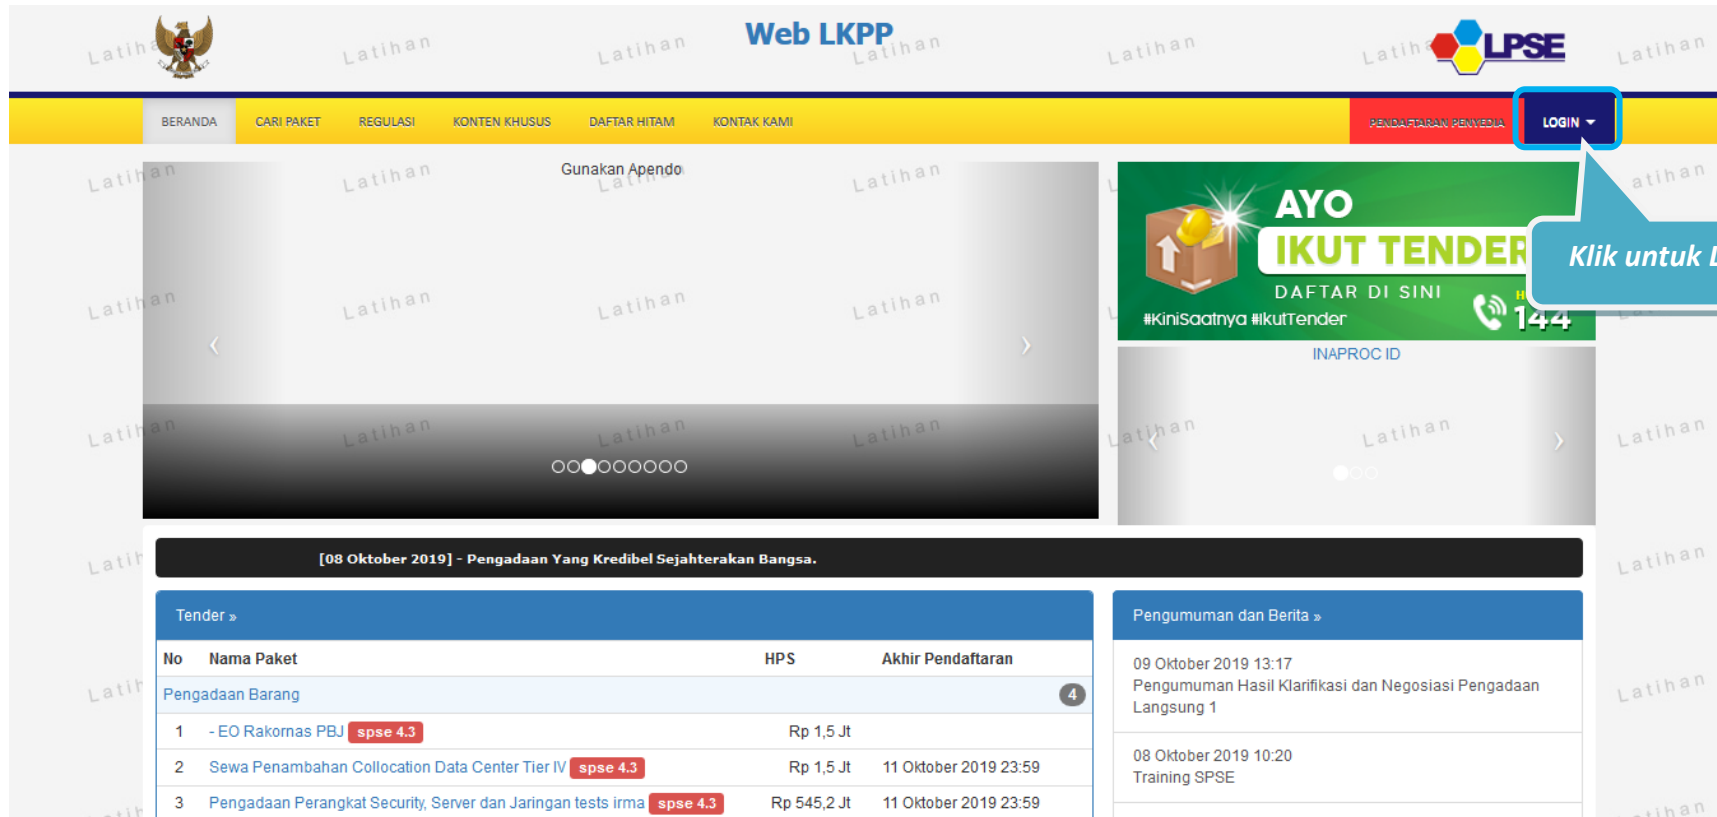 Web LKPP
LPSE
BERANDA CARI PAKET REGULASI KONTEN KHUSUS DAFTAR HITAM KONTAK KAMI PENDAFTARAN PENYEDIA LOGIN
Gunakan Apendo
AYO
IKUT TENDER
DAFTAR DI SINI
#KiniSaatnya #IkutTender
144
Klik untuk
INAPROC ID
[08 Oktober 2019] - Pengadaan Yang Kredibel Sejahterakan Bangsa.
Tender »
No Nama Paket HPS Akhir Pendaftaran
Pengadaan Barang 4
1 - EO Rakornas PBJ spse 4.3 Rp 1,5 Jt
2 Sewa Penambahan Collocation Data Center Tier IV spse 4.3 Rp 1,5 Jt 11 Oktober 2019 23:59
3 Pengadaan Perangkat Security, Server dan Jaringan tests irma spse 4.3 Rp 545,2 Jt 11 Oktober 2019 23:59
Pengumuman dan Berita »
09 Oktober 2019 13:17
Pengumuman Hasil Klarifikasi dan Negosiasi Pengadaan
Langsung 1
08 Oktober 2019 10:20
Training SPSE
Latihan